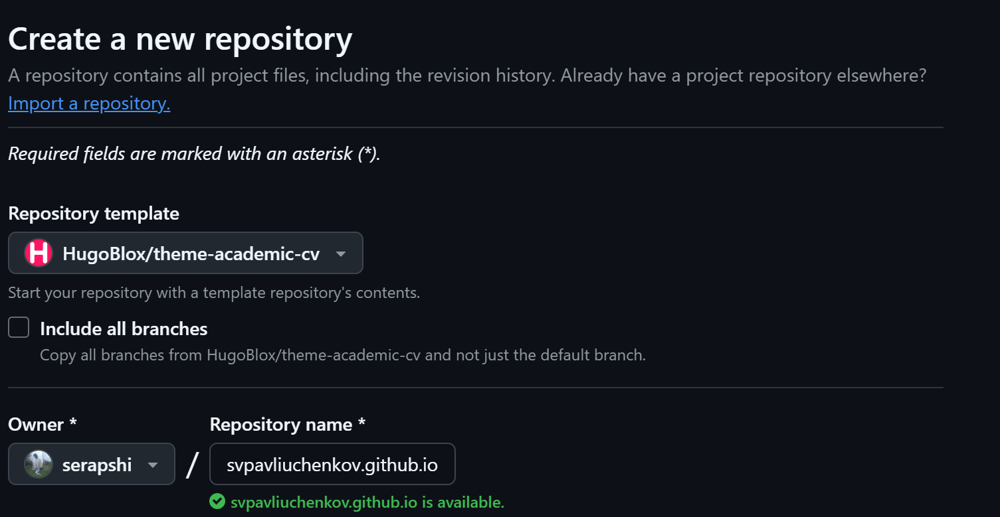 Create a new repository
A repository contains all project files, including the revision history. Already have a project repository elsewhere?
Import a repository.
Required fields are marked with an asterisk (*).
Repository template
HugoBlox/theme-academic-cv
Start your repository with a template repository's contents.
Include all branches
Copy all branches from HugoBlox/theme-academic-cv and not just the default branch.
Owner * Repository name *
serapshi / svpavliuchenkov.github.io
svpavliuchenkov.github.io is available.